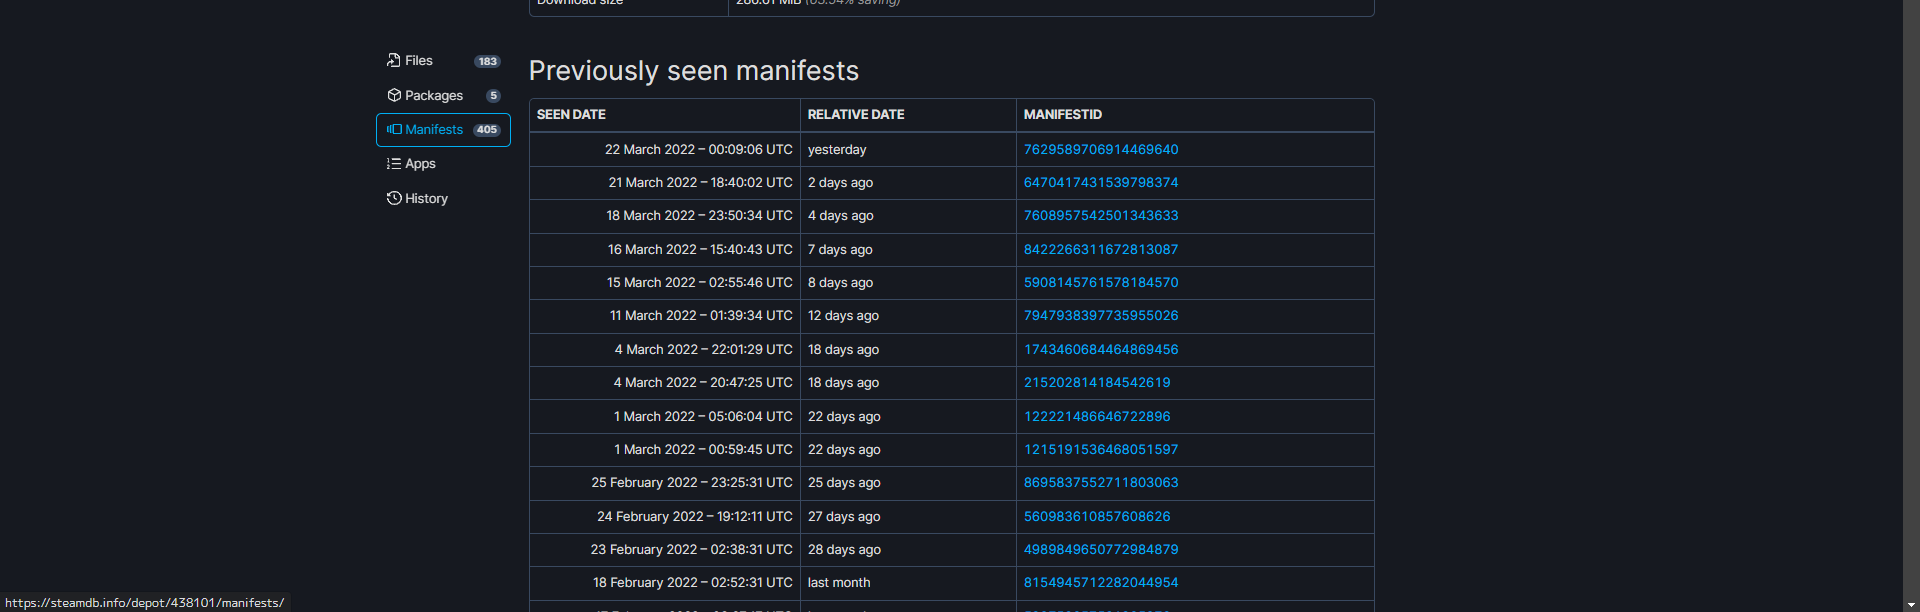 Download size 286.01 MiB
Files 183
Packages 5
Manifests 405
Apps
History
Previously seen manifests
SEEN DATE RELATIVE DATE MANIFESTID
22 March 2022 – 00:09:06 UTC yesterday 7629589706914469640
21 March 2022 – 18:40:02 UTC 2 days ago 6470417431539798374
18 March 2022 – 23:50:34 UTC 4 days ago 7608957542501343633
16 March 2022 – 15:40:43 UTC 7 days ago 8422266311672813087
15 March 2022 – 02:55:46 UTC 8 days ago 5908145761578184570
11 March 2022 – 01:39:34 UTC 12 days ago 7947938397735955026
4 March 2022 – 22:01:29 UTC 18 days ago 1743460684464869456
4 March 2022 – 20:47:25 UTC 18 days ago 215202814184542619
1 March 2022 – 05:06:04 UTC 22 days ago 122221486646722896
1 March 2022 – 00:59:45 UTC 22 days ago 1215191536468051597
25 February 2022 – 23:25:31 UTC 25 days ago 8695837552711803063
24 February 2022 – 19:12:11 UTC 27 days ago 560983610857608626
23 February 2022 – 02:38:31 UTC 28 days ago 4989849650772984879
18 February 2022 – 02:52:31 UTC last month 8154945712282044954
https://steamdb.info/depot/438101/manifests/